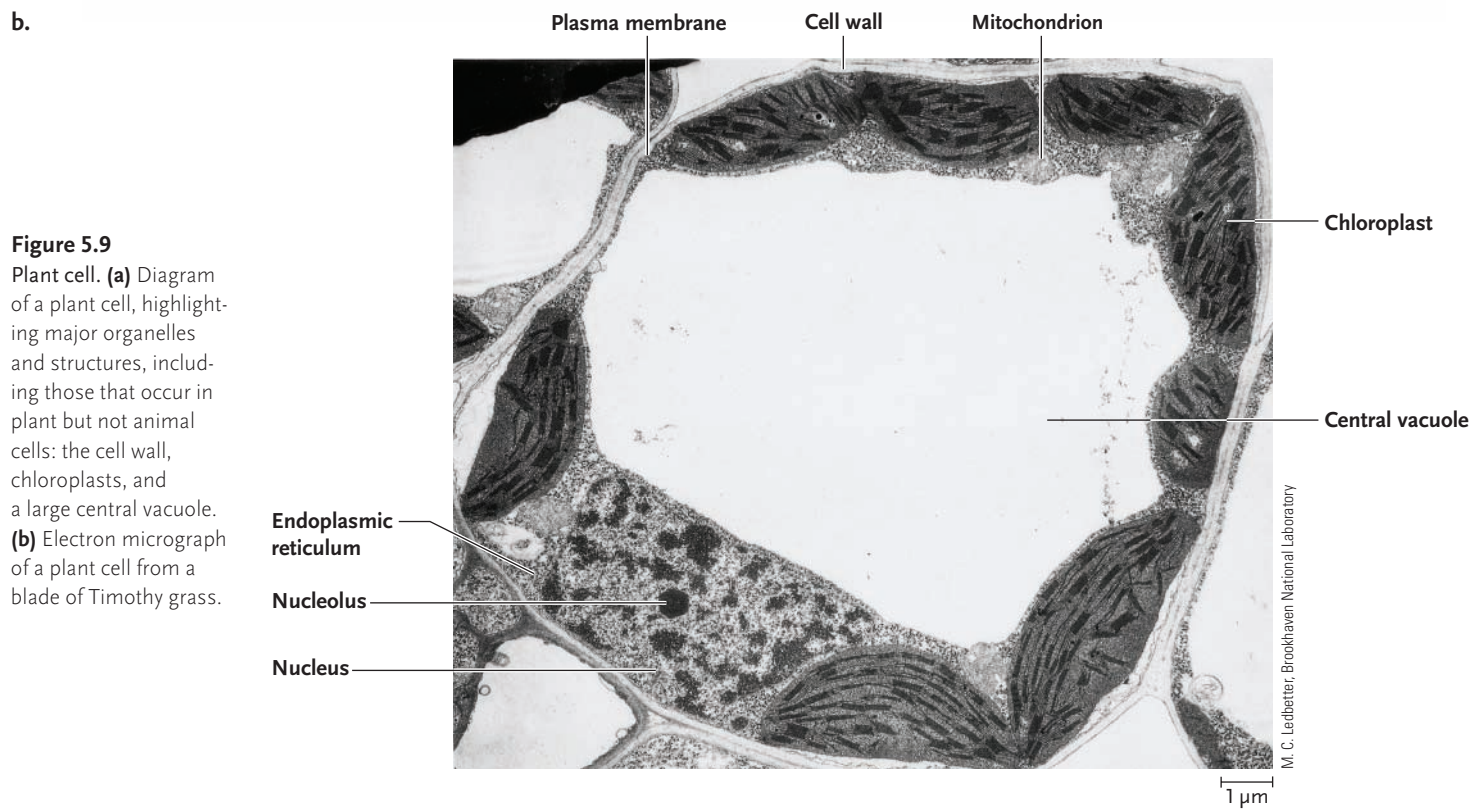 b.
Plasma membrane
Cell wall
Mitochondrion
Chloroplast
Central vacuole
Endoplasmic
reticulum
Nucleolus
Nucleus
Figure 5.9
Plant cell. (a) Diagram
of a plant cell, highlight-
ing major organelles
and structures, includ-
ing those that occur in
plant but not animal
cells: the cell wall,
chloroplasts, and
a large central vacuole.
(b) Electron micrograph
of a plant cell from a
blade of Timothy grass.
M. C. Ledbetter, Brookhaven National Laboratory
1 μm